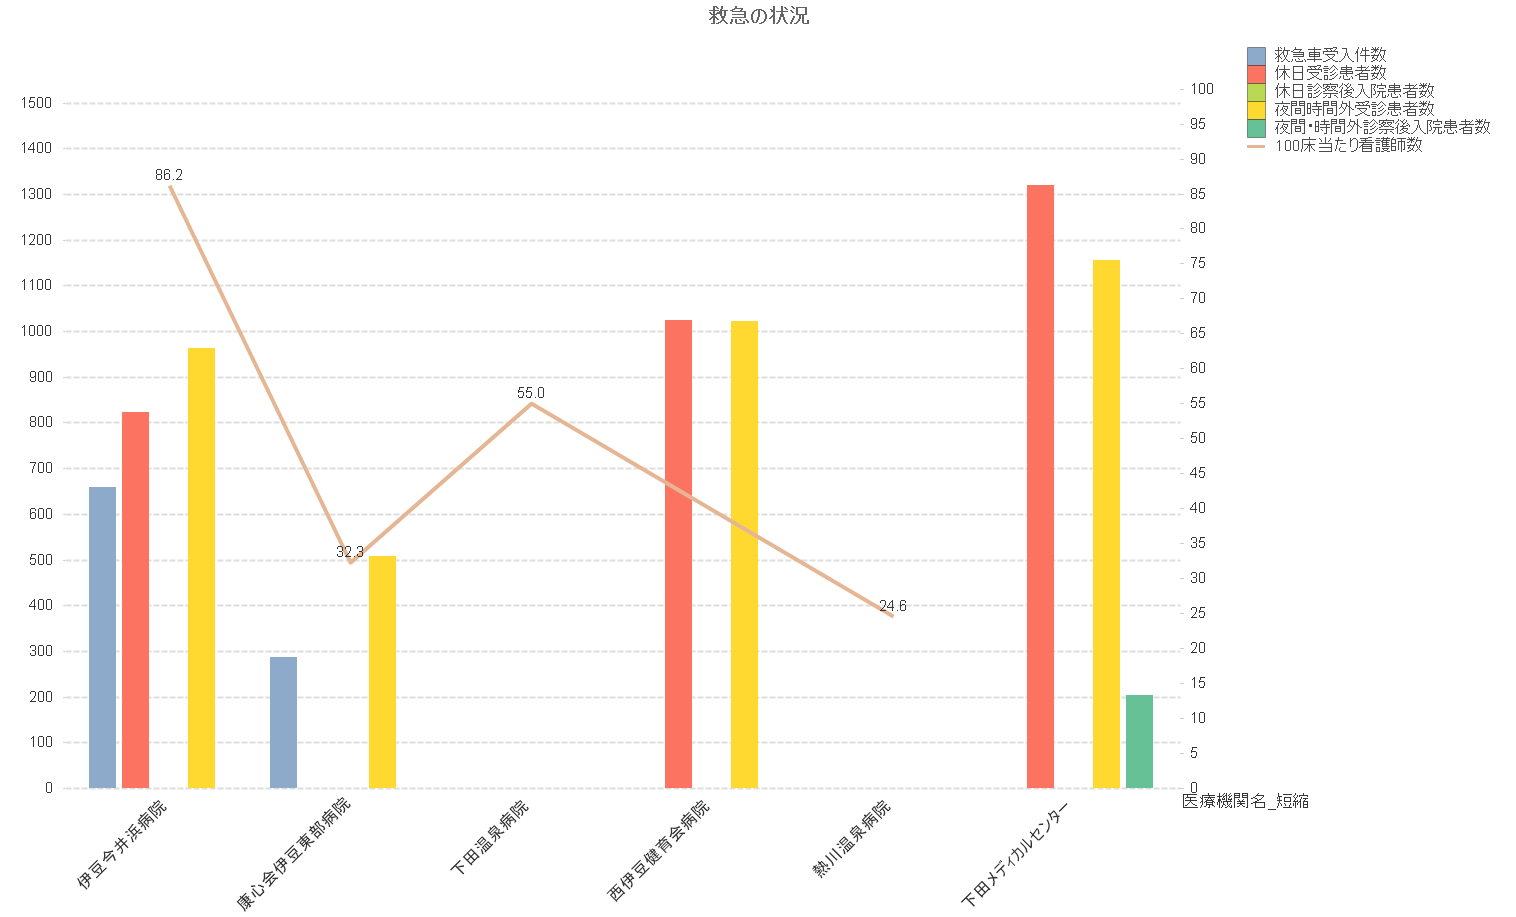 救急の状況
救急車受入件数
休日受診患者数
休日診察後入院患者数
夜間時間外受診患者数
夜間・時間外診察後入院患者数
100床当たり看護師数
1500
1400
1300
1200
1100
1000
900
800
700
600
500
400
300
200
100
0
100
95
90
85
80
75
70
65
60
55
50
45
40
35
30
25
20
15
10
5
0
86.2
32.3
55.0
24.6
伊豆今井浜病院
康心会伊豆東部病院
下田温泉病院
西伊豆健育会病院
熱川温泉病院
下田メディカルセンター
医療機関名_短縮